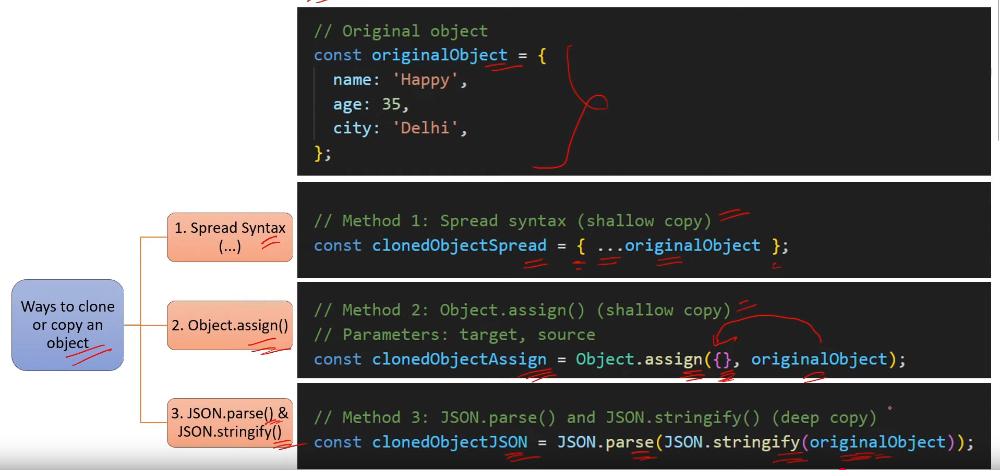 // Original object
const originalObject = {
name: 'Happy',
age: 35,
city: 'Delhi',
};
Ways to clone
or copy an
object
1. Spread Syntax
(...)
// Method 1: Spread syntax (shallow copy)
const clonedObjectSpread = { ...originalObject };
2. Object.assign()
// Method 2: Object.assign() (shallow copy)
// Parameters: target, source
const clonedObjectAssign = Object.assign({}, originalObject);
3. JSON.parse() &
JSON.stringify()
// Method 3: JSON.parse() and JSON.stringify() (deep copy)
const clonedObjectJSON = JSON.parse(JSON.stringify(originalObject));